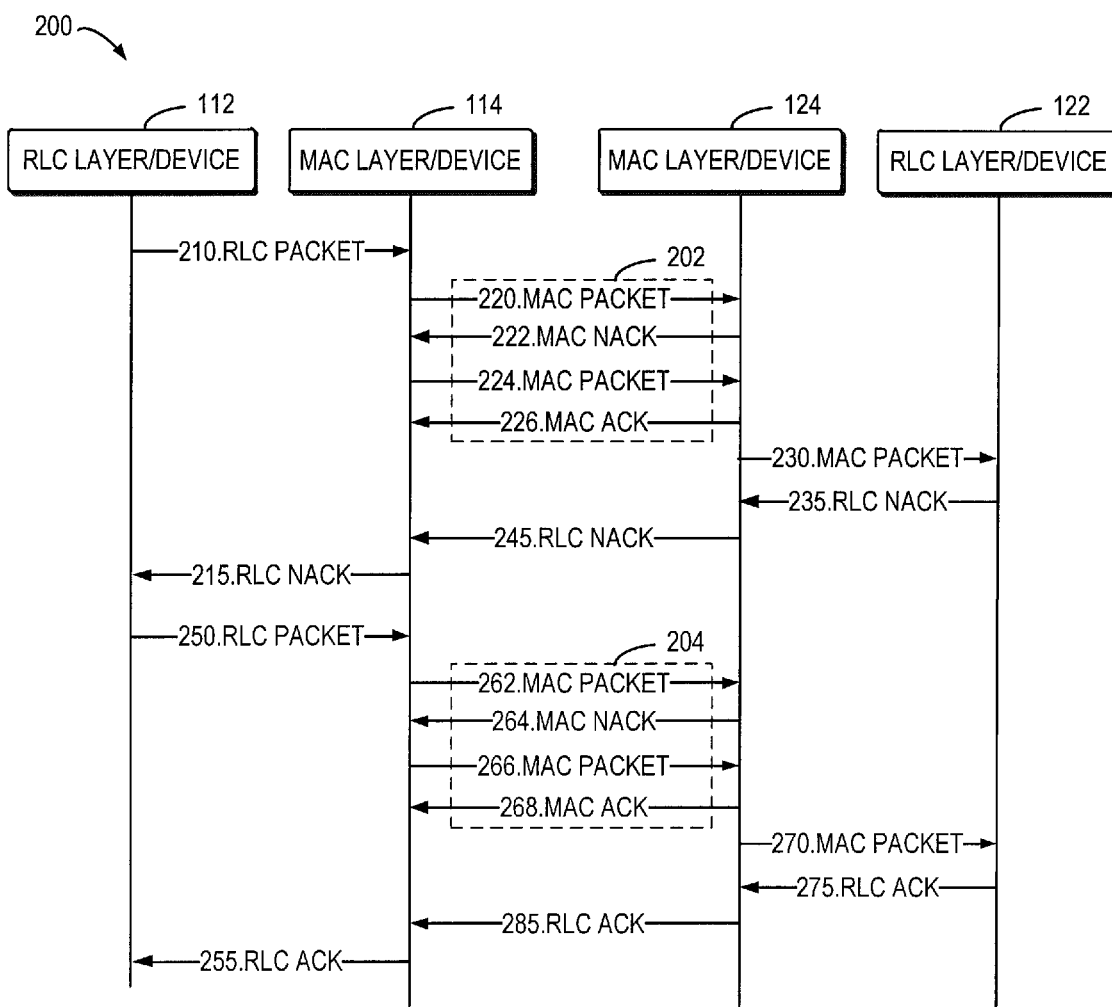 200
112
114
124
122
RLC LAYER/DEVICE
MAC LAYER/DEVICE
MAC LAYER/DEVICE
RLC LAYER/DEVICE
210.RLC PACKET
202
220.MAC PACKET
222.MAC NACK
224.MAC PACKET
226.MAC ACK
230.MAC PACKET
235.RLC NACK
245.RLC NACK
215.RLC NACK
250.RLC PACKET
204
262.MAC PACKET
264.MAC NACK
266.MAC PACKET
268.MAC ACK
270.MAC PACKET
275.RLC ACK
285.RLC ACK
255.RLC ACK